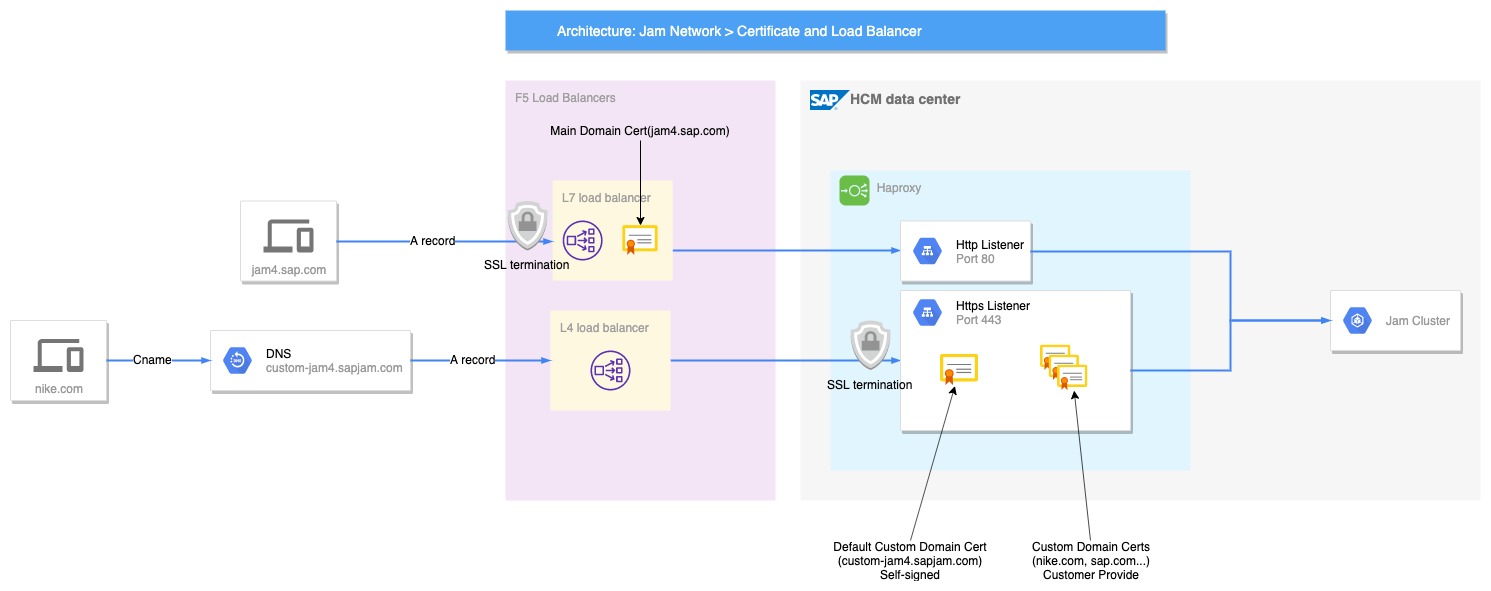 Architecture: Jam Network > Certificate and Load Balancer
F5 Load Balancers
SAP
HCM data center
Main Domain Cert(jam4.sap.com)
L7 load balancer
Haproxy
jam4.sap.com
A record
SSL termination
Http Listener
Port 80
Https Listener
Port 443
Jam Cluster
nike.com
Cname
DNS
custom-jam4.sapjam.com
A record
L4 load balancer
SSL termination
Default Custom Domain Cert
(custom-jam4.sapjam.com)
Self-signed
Custom Domain Certs
(nike.com, sap.com...)
Customer Provide